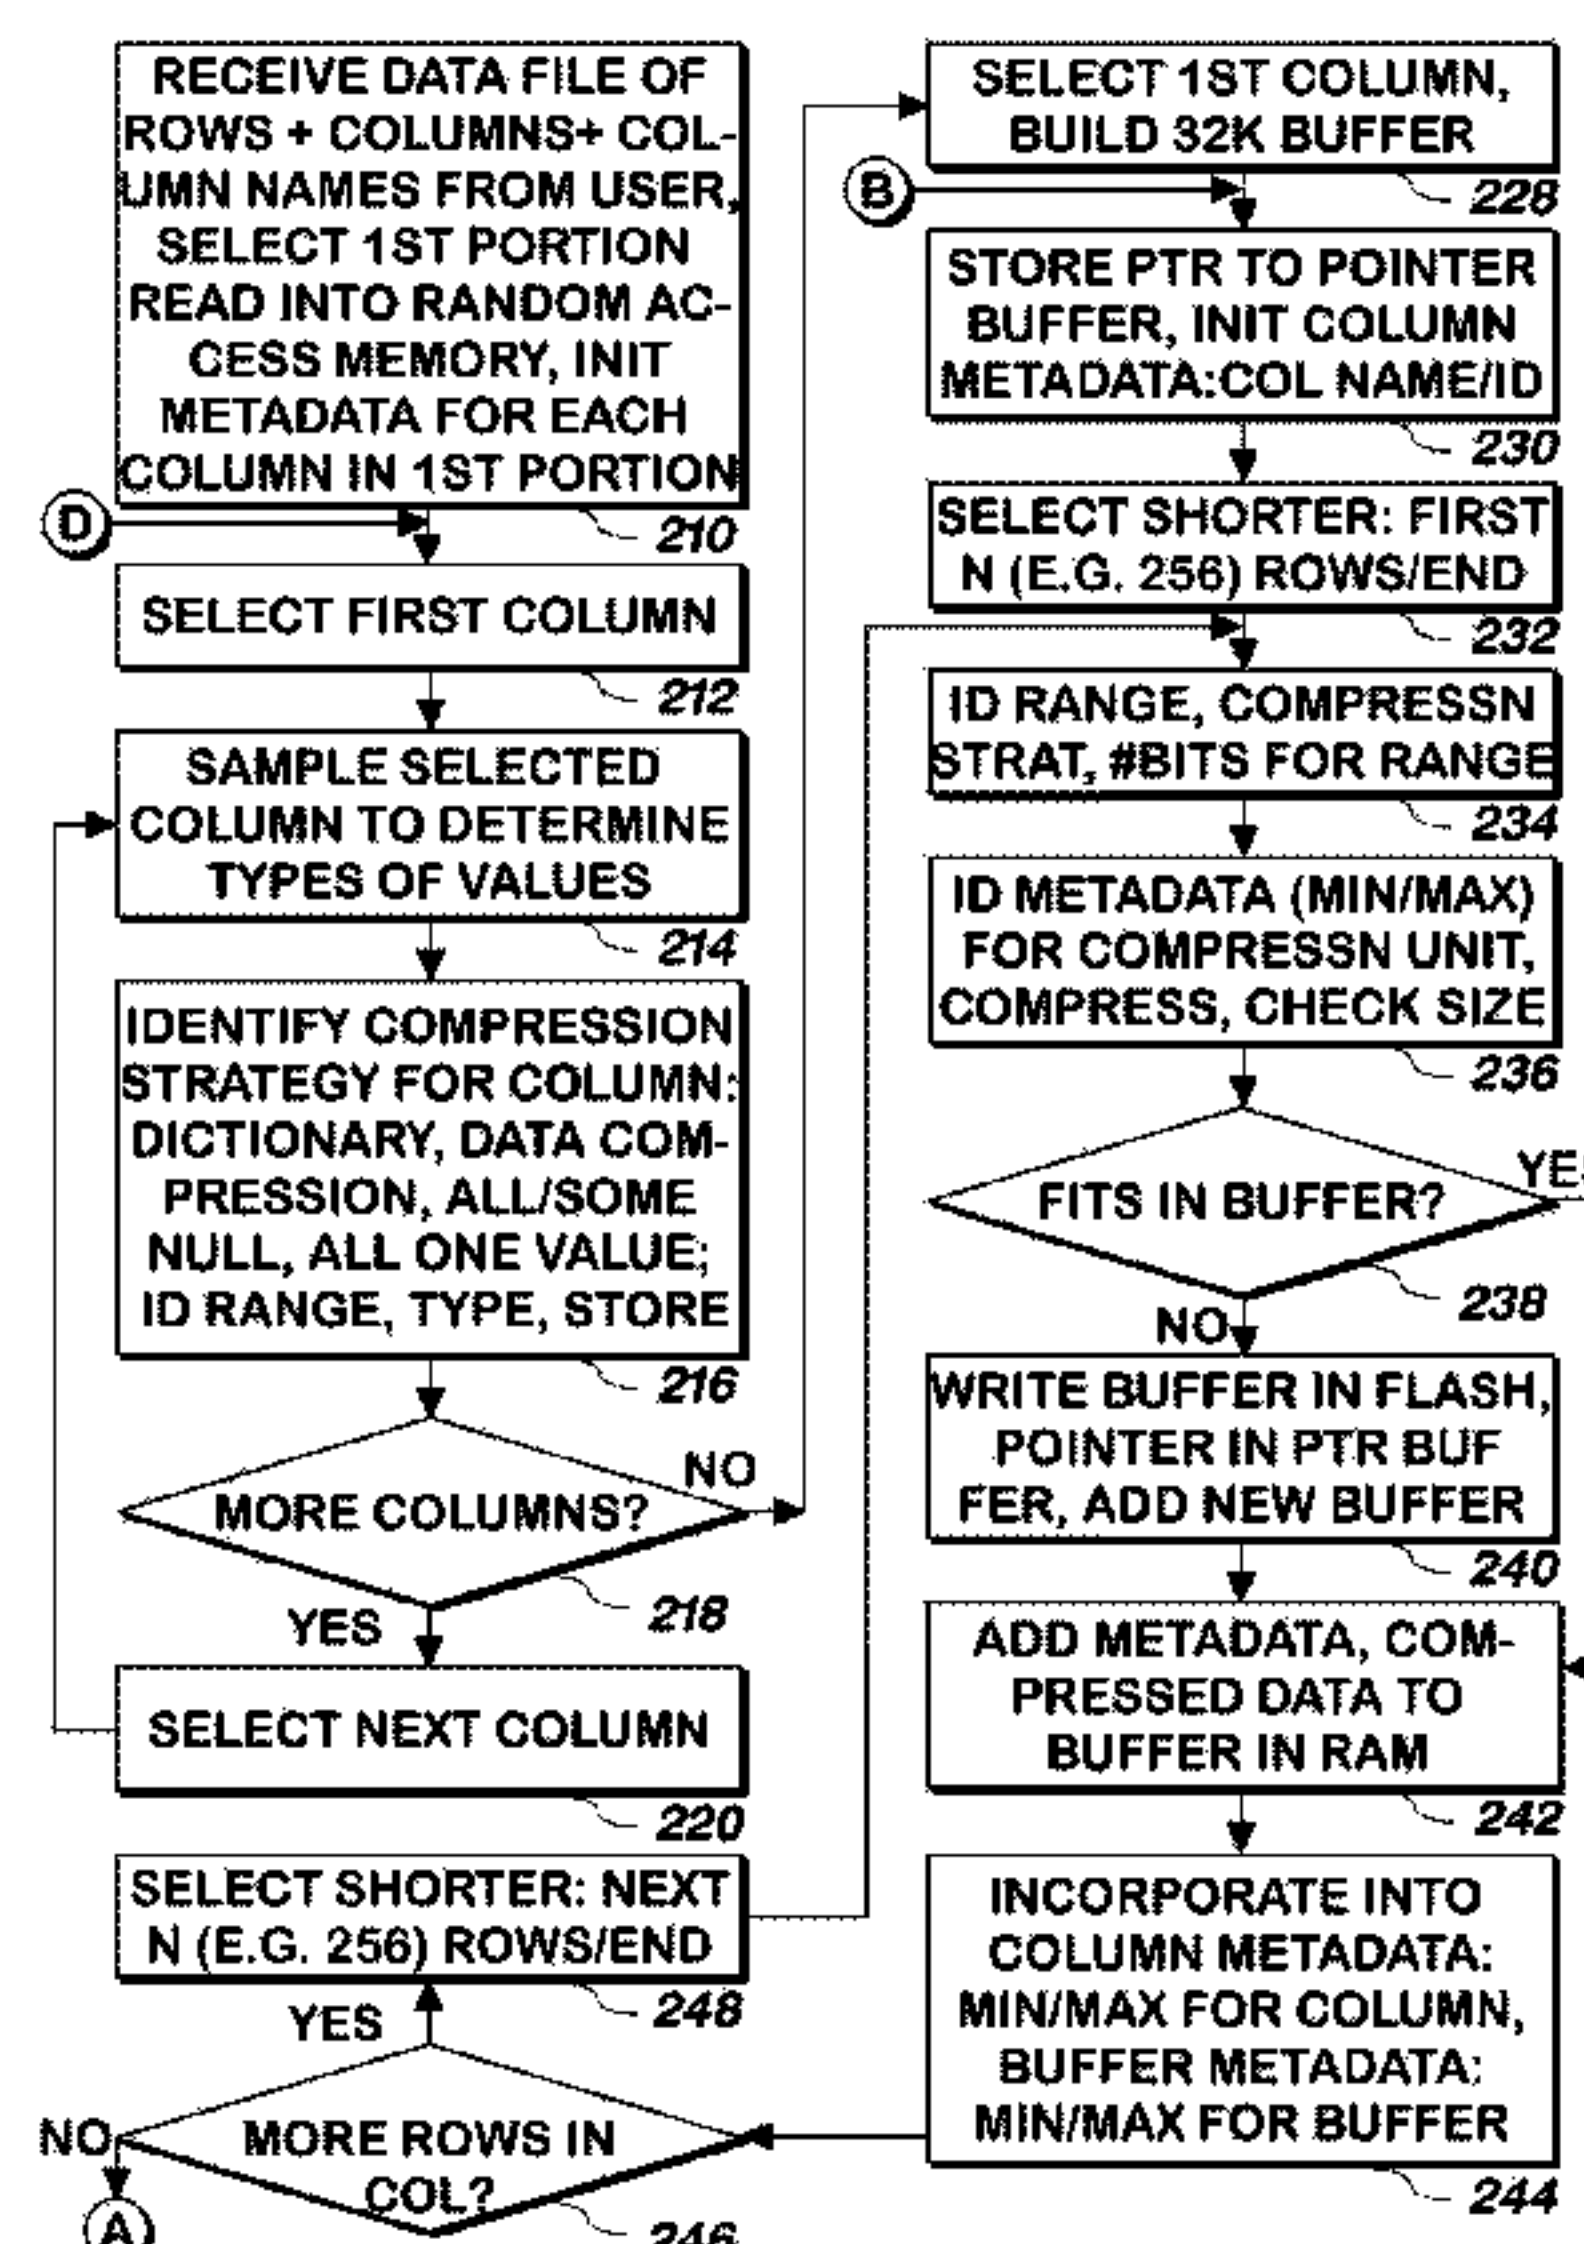 RECEIVE DATA FILE OF
ROWS + COLUMNS+ COL-
UMN NAMES FROM USER,
SELECT 1ST PORTION
READ INTO RANDOM AC-
CESS MEMORY, INIT
METADATA FOR EACH
COLUMN IN 1ST PORTION
D
210
SELECT FIRST COLUMN
212
SAMPLE SELECTED
COLUMN TO DETERMINE
TYPES OF VALUES
214
IDENTIFY COMPRESSION
STRATEGY FOR COLUMN:
DICTIONARY, DATA COM-
PRESSION, ALL/SOME
NULL, ALL ONE VALUE;
ID RANGE, TYPE, STORE
216
NO
MORE COLUMNS?
218
YES
SELECT NEXT COLUMN
220
SELECT SHORTER: NEXT
N (E.G. 256) ROWS/END
248
YES
NO
MORE ROWS IN
COL?
246
A
SELECT 1ST COLUMN,
BUILD 32K BUFFER
228
B
STORE PTR TO POINTER
BUFFER, INIT COLUMN
METADATA:COL NAME/ID
230
SELECT SHORTER: FIRST
N (E.G. 256) ROWS/END
232
ID RANGE, COMPRESSN
STRAT, #BITS FOR RANGE
234
ID METADATA (MIN/MAX)
FOR COMPRESSN UNIT,
COMPRESS, CHECK SIZE
236
YES
FITS IN BUFFER?
238
NO
WRITE BUFFER IN FLASH,
POINTER IN PTR BUF
FER, ADD NEW BUFFER
240
ADD METADATA, COM-
PRESSED DATA TO
BUFFER IN RAM
242
INCORPORATE INTO
COLUMN METADATA:
MIN/MAX FOR COLUMN,
BUFFER METADATA:
MIN/MAX FOR BUFFER
244